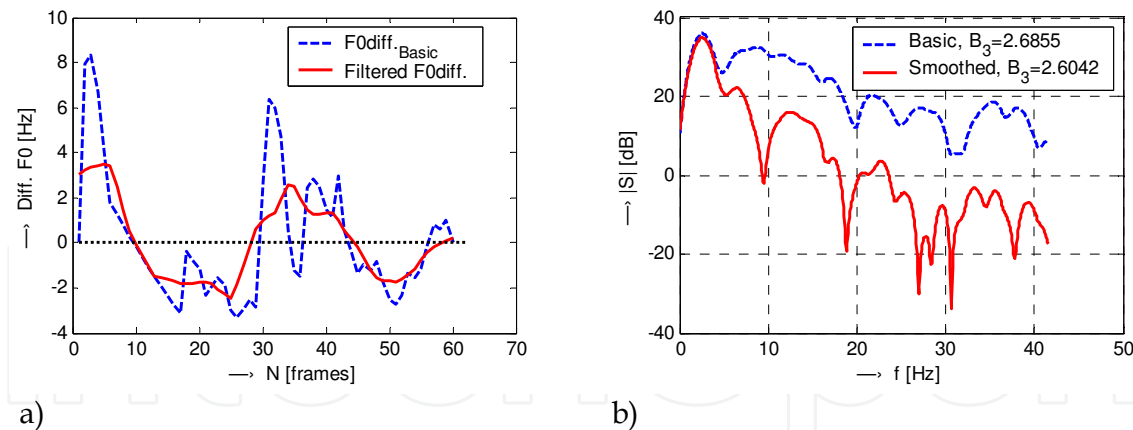 10
8
6
4
2
0
-2
-4
0 10 20 30 40 50 60 70
⟶ N [frames]
⟶ Diff. F0 [Hz]
F0diff.Basic
Filtered F0diff.
a)
40
20
0
-20
-40
0 10 20 30 40 50
⟶ f [Hz]
⟶ |S| [dB]
Basic, B3=2.6855
Smoothed, B3=2.6042
b)